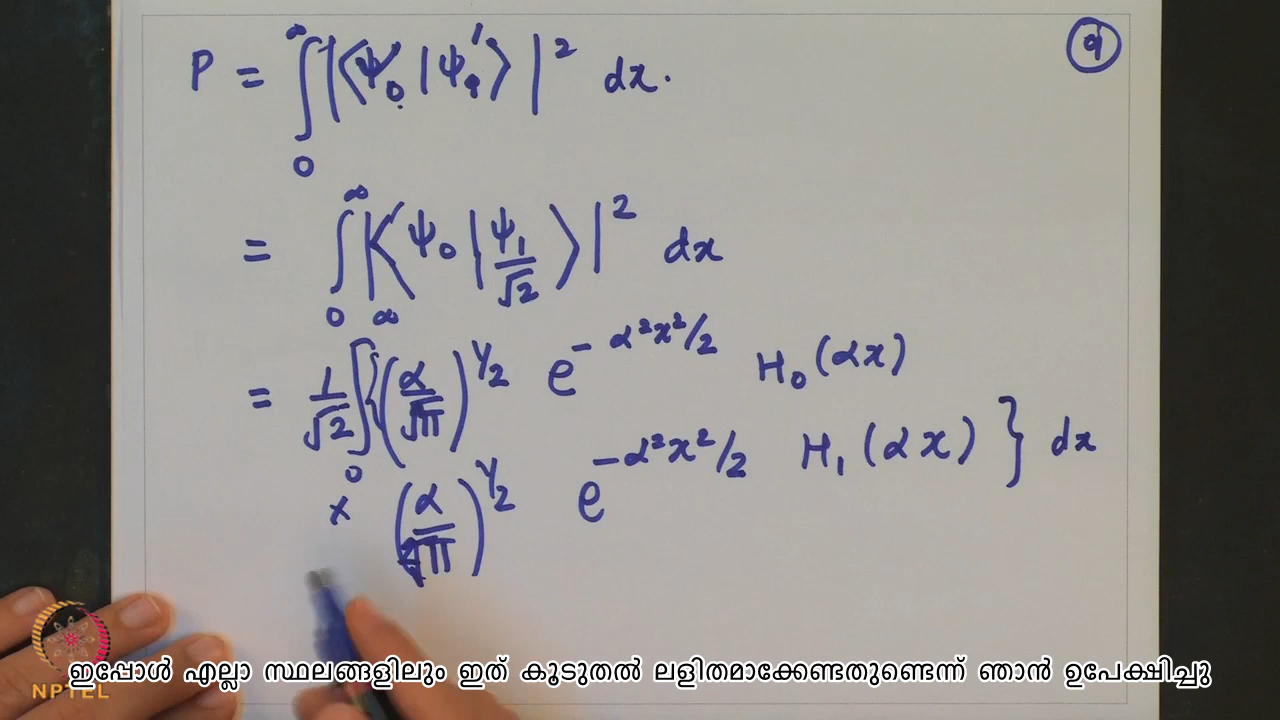 9
P = ∫₀^∞ |⟨ψ₀ | ψ₀'⟩|² dx.
= ∫₀^∞ |⟨ψ₀ | ψ₁/√2⟩|² dx
= 1/√2 ∫₀^∞ {(α/√π)^{1/2} e^{-α²x²/2} H₀(αx)
× (α/√π)^{1/2} e^{-α²x²/2} H₁(αx)} dx
NPTEL
ഇപ്പോൾ എല്ലാ സ്ഥലങ്ങളിലും ഇത് കൂടുതൽ ലളിതമാക്കേണ്ടതുണ്ടെന്ന് ഞാൻ ഉപേക്ഷിച്ചു